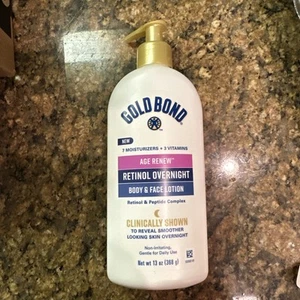 GOLD BOND.
NEW
7 MOISTURIZERS + 3 VITAMINS
AGE RENEW™
RETINOL OVERNIGHT
BODY & FACE LOTION
Retinol & Peptide Complex
CLINICALLY SHOWN
TO REVEAL SMOOTHER
LOOKING SKIN OVERNIGHT
Non-Irritating,
Gentle for Daily Use
Net wt 13 oz (368 g)